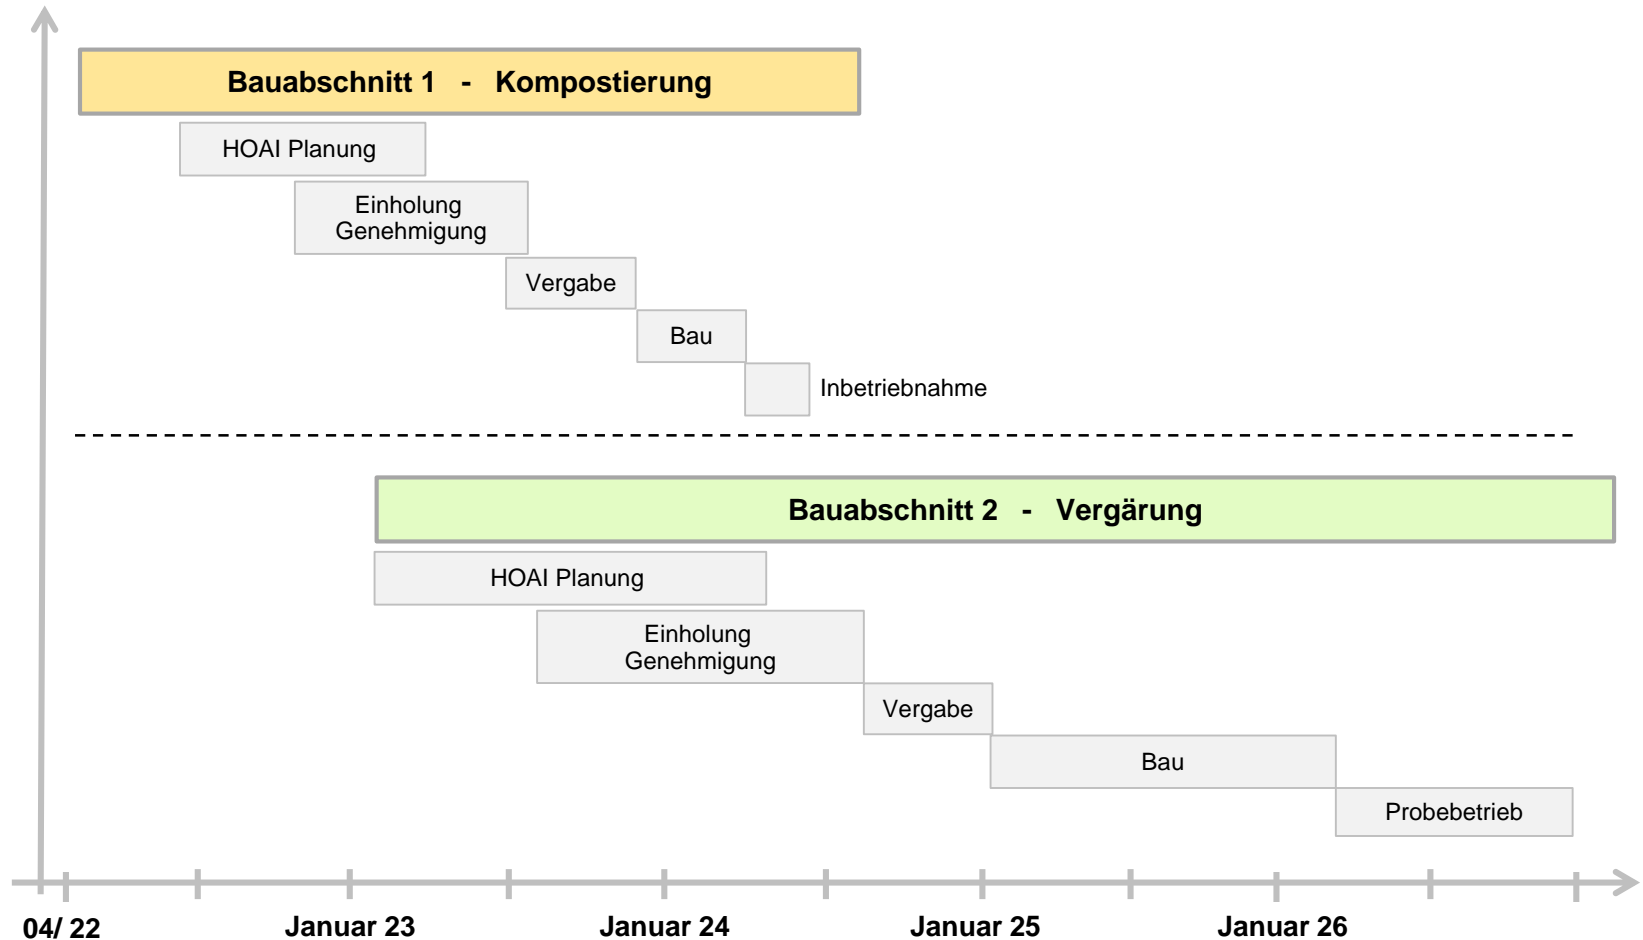 Bauabschnitt 1 - Kompostierung
HOAI Planung
Einholung
Genehmigung
Vergabe
Bau
Inbetriebnahme
Bauabschnitt 2 - Vergärung
HOAI Planung
Einholung
Genehmigung
Vergabe
Bau
Probebetrieb
04/ 22
Januar 23
Januar 24
Januar 25
Januar 26